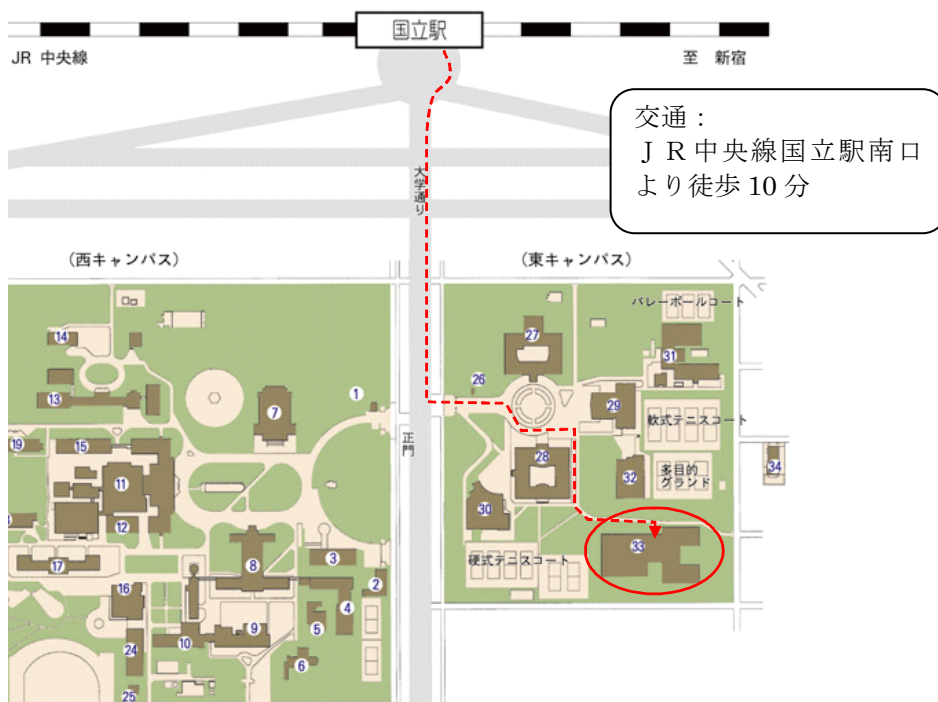 国立駅
JR 中央線
至 新宿
交通：
ＪＲ中央線国立駅南口
より徒歩 10 分
大学通り
(西キャンパス)
(東キャンパス)
バレーボールコート
27
14
31
26
1
13
29
7
軟式テニスコート
正門
19
15
28
多目的
グランド
34
11
32
30
12
33
3
硬式テニスコート
17
8
2
16
4
5
9
10
24
6
25